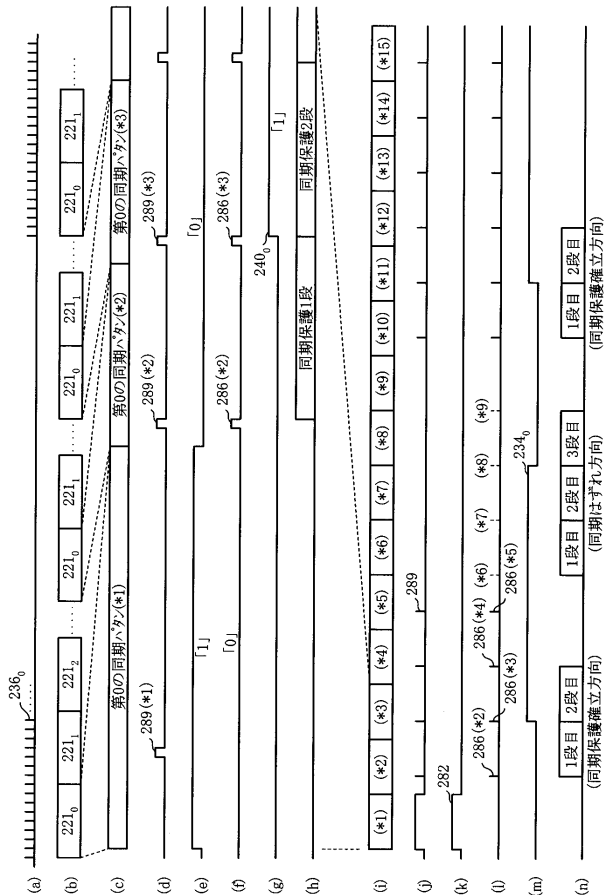 (a)
236₀
(b)
221₀ 221₁ 221₂ 221₀ 221₁ 221₀ 221₁ 221₀ 221₁
(c)
第0の同期パタン(*1) 第0の同期パタン(*2) 第0の同期パタン(*3)
(d)
289(*1) 289(*2) 289(*3)
(e)
「1」 「0」
(f)
「0」 286(*2) 286(*3)
(g)
240₀ 「1」
(h)
同期保護1段 同期保護2段
(i)
(*1) (*2) (*3) (*4) (*5) (*6) (*7) (*8) (*9) (*10) (*11) (*12) (*13) (*14) (*15)
(j)
289
(k)
282
(l)
286(*2) 286(*3) 286(*4) 286(*5) (*6) (*7) (*8) (*9)
(m)
234₀
(n)
1段目 2段目 1段目 2段目 3段目 1段目 2段目
(同期保護確立方向) (同期はずれ方向) (同期保護確立方向)